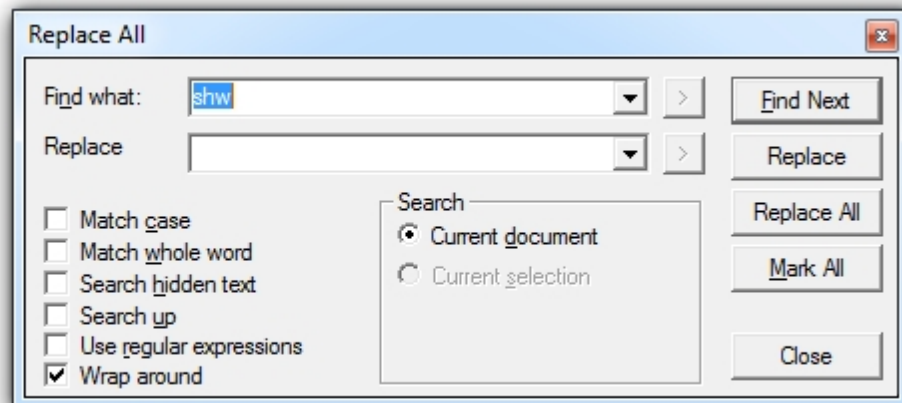 Replace All
Find what:
shw
>
Find Next
Replace
>
Replace
Replace All
Mark All
Close
Match case
Match whole word
Search hidden text
Search up
Use regular expressions
Wrap around
Search
Current document
Current selection